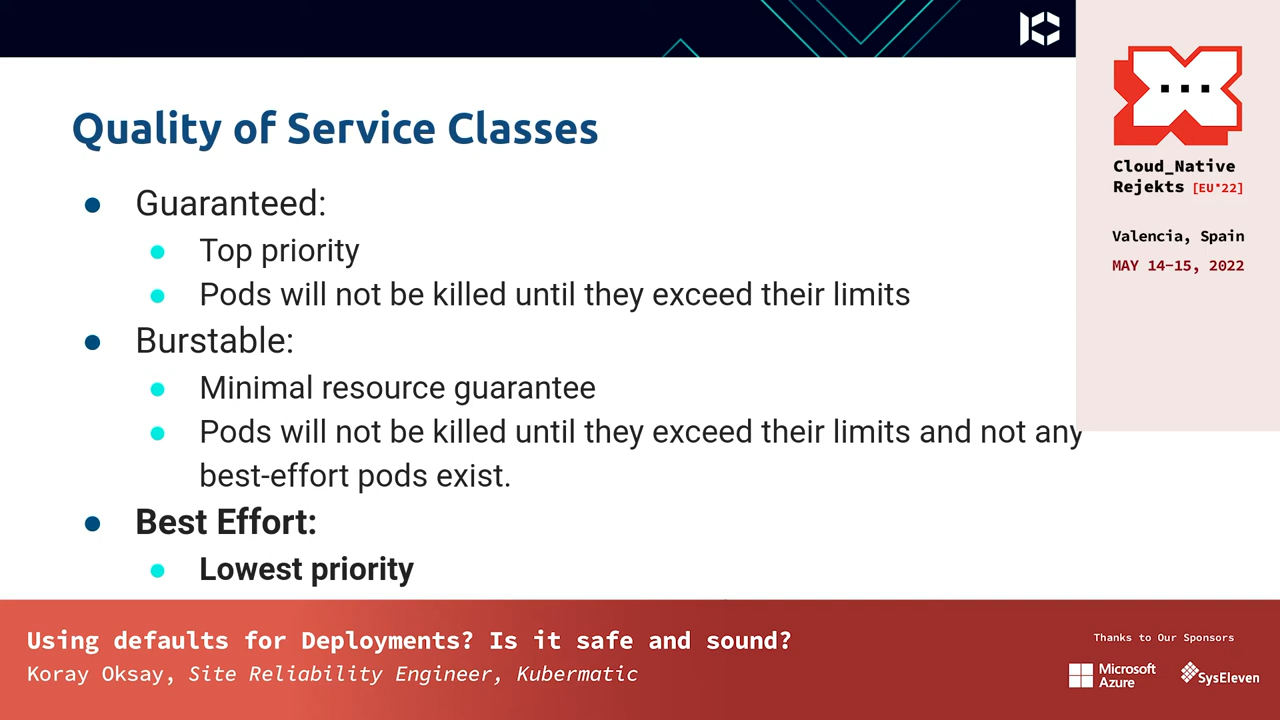 Quality of Service Classes
Guaranteed:
Top priority
Pods will not be killed until they exceed their limits
Burstable:
Minimal resource guarantee
Pods will not be killed until they exceed their limits and not any
best-effort pods exist.
Best Effort:
Lowest priority
Cloud_Native
Rejekts [EU*22]
Valencia, Spain
MAY 14-15, 2022
Using defaults for Deployments? Is it safe and sound?
Koray Oksay, Site Reliability Engineer, Kubermatic
Thanks to Our Sponsors
Microsoft
Azure
SysEleven